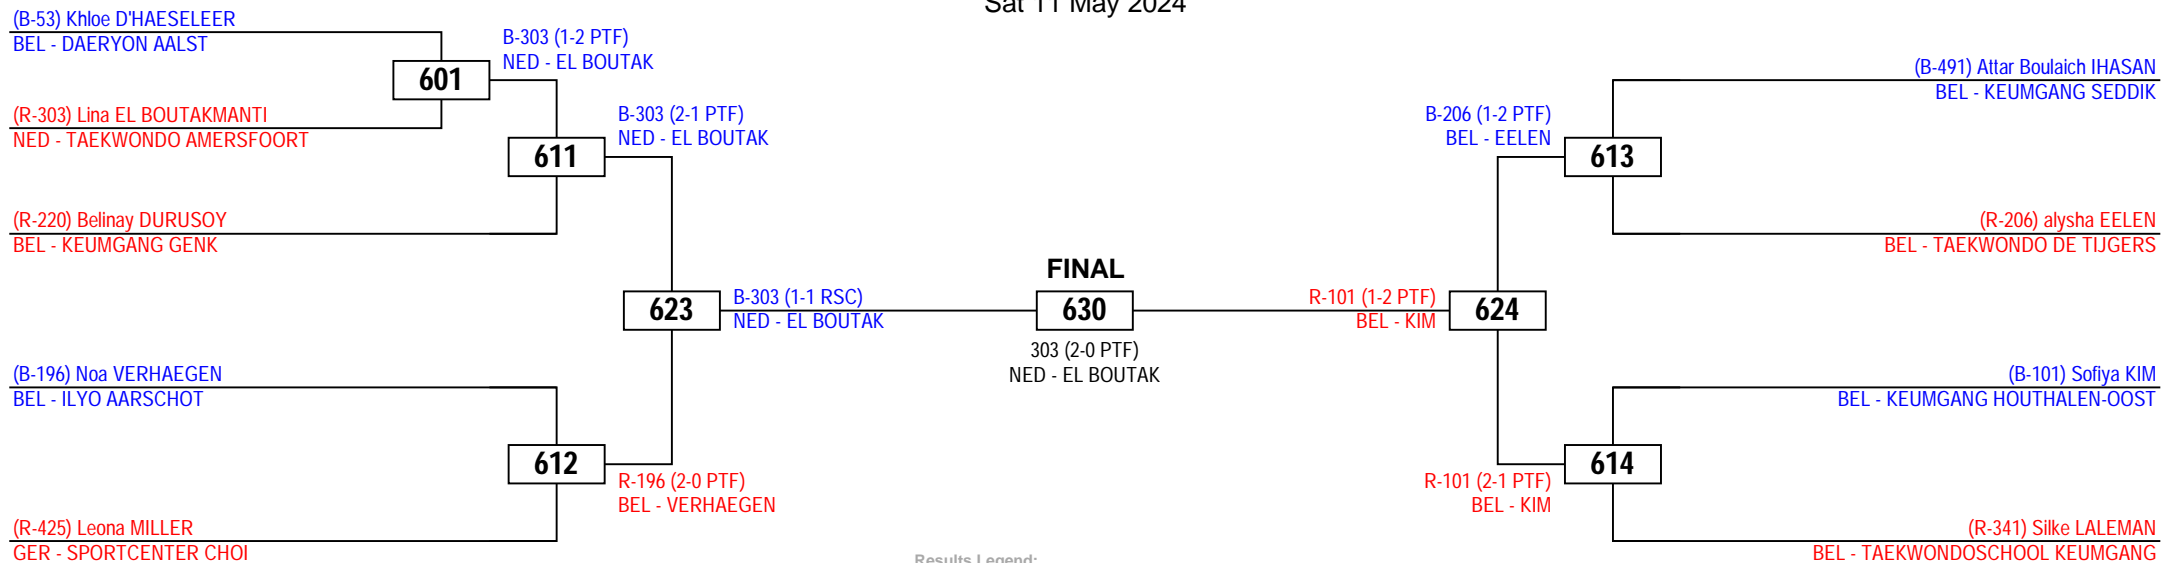 Sat 11 May 2024
(B-53) Khloe D'HAESELEER
BEL - DAERYON AALST
601
B-303 (1-2 PTF)
NED - EL BOUTAK
(R-303) Lina EL BOUTAKMANTI
NED - TAEKWONDO AMERSFOORT
611
B-303 (2-1 PTF)
NED - EL BOUTAK
(R-220) Belinay DURUSOY
BEL - KEUMGANG GENK
623
B-303 (1-1 RSC)
NED - EL BOUTAK
(B-196) Noa VERHAEGEN
BEL - ILYO AARSCHOT
612
R-196 (2-0 PTF)
BEL - VERHAEGEN
(R-425) Leona MILLER
GER - SPORTCENTER CHOI
FINAL
630
303 (2-0 PTF)
NED - EL BOUTAK
(B-491) Attar Boulaich IHASAN
BEL - KEUMGANG SEDDIK
B-206 (1-2 PTF)
BEL - EELEN
613
(R-206) alysha EELEN
BEL - TAEKWONDO DE TIJGERS
R-101 (1-2 PTF)
BEL - KIM
624
(B-101) Sofiya KIM
BEL - KEUMGANG HOUTHALEN-OOST
614
R-101 (2-1 PTF)
BEL - KIM
(R-341) Silke LALEMAN
BEL - TAEKWONDOSCHOOL KEUMGANG
Results Legend: